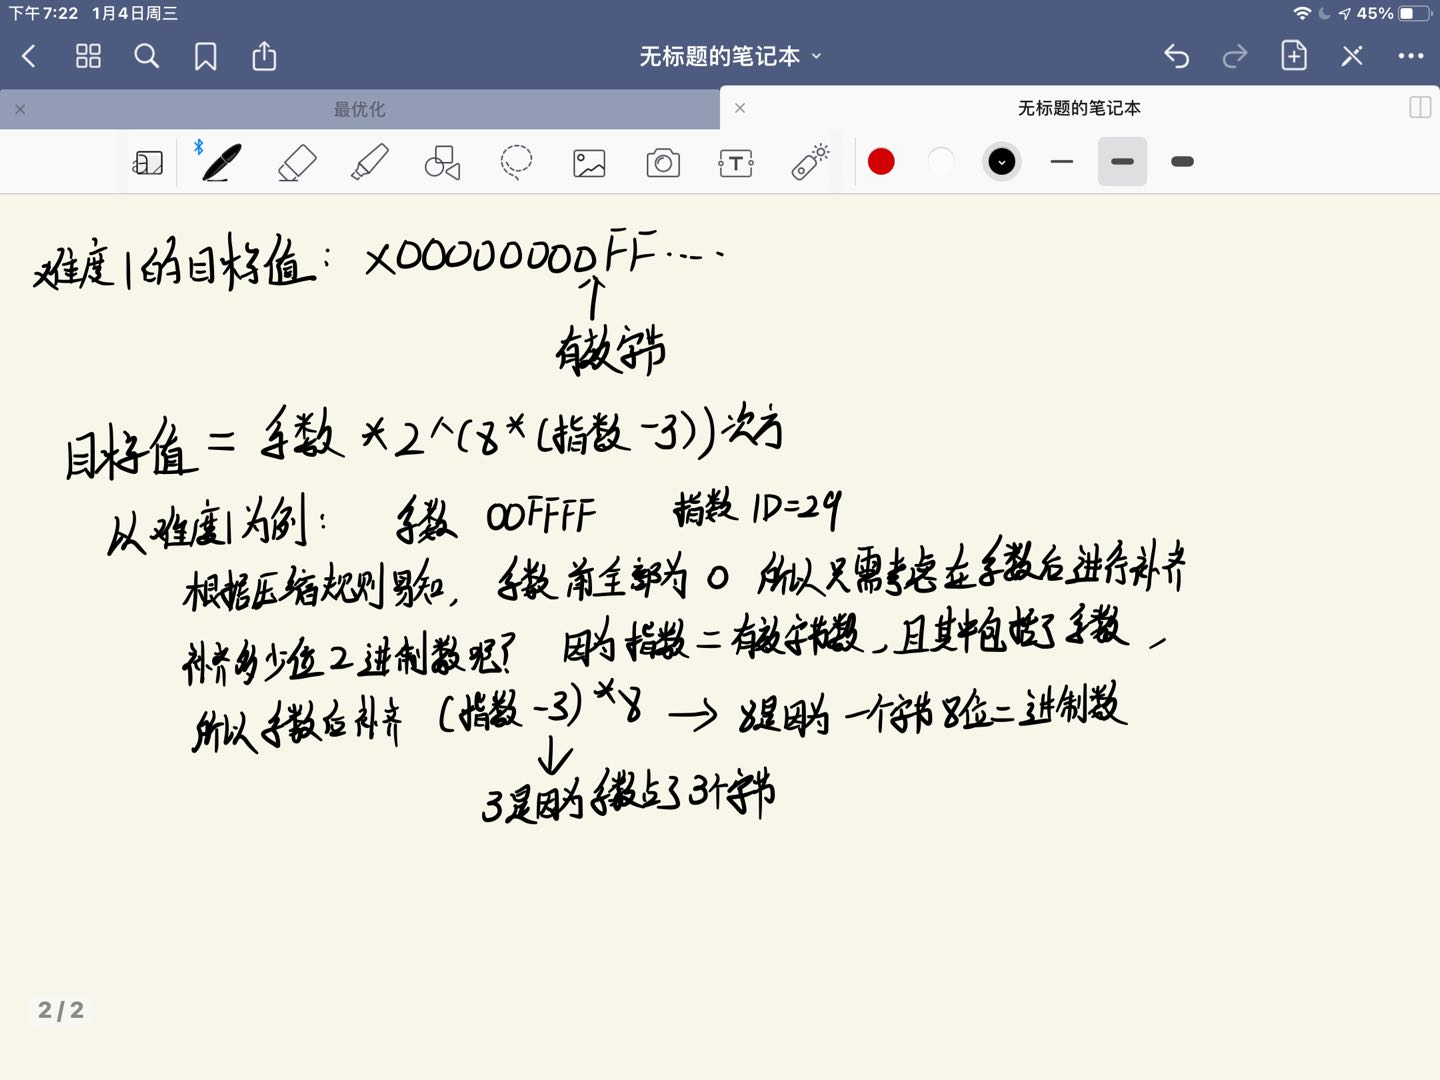 下午7:22 1月4日周三 45%
无标题的笔记本
最优化 无标题的笔记本
难度1的目标值：x00000000FF·····
有效字节
目标值 = 系数 * 2^(8*(指数-3))次方
以难度1为例： 系数 00FFFF 指数 1D=29
根据压缩规则易知，系数前全部为0 所以只需考虑在系数后进行补齐
补齐多少位2进制数呢？ 因为指数=有效字节数，且其中包括了系数，
所以系数后补齐 (指数-3)*8 → 8是因为一个字节8位二进制数
3是因为系数占了3个字节
2/2